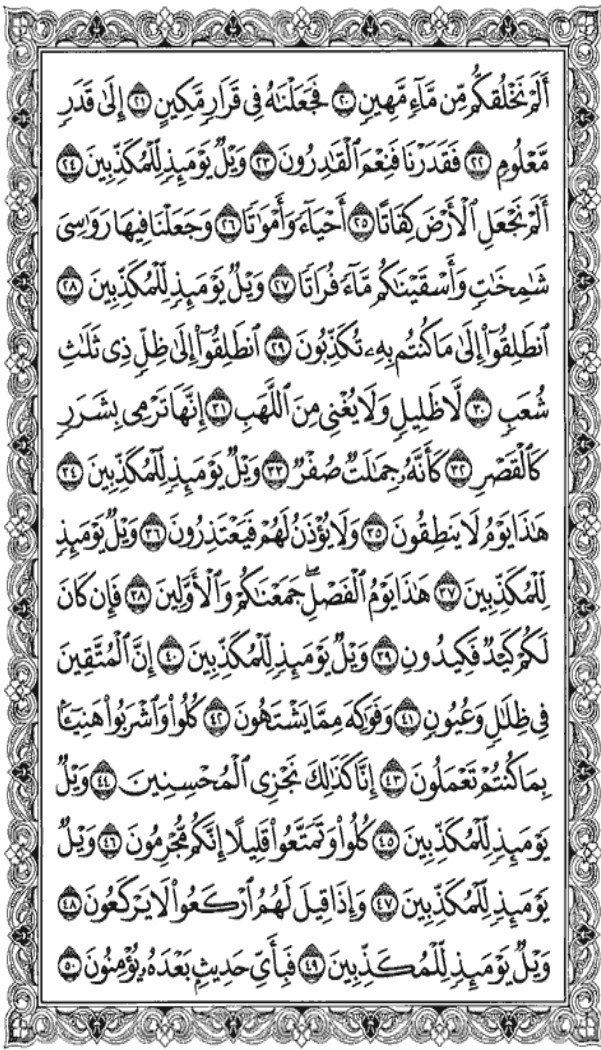 أَلَمْ نَخْلُقكُّم مِّن مَّآءٍ مَّهِينٍ ٢٠ فَجَعَلْنَٰهُ فِى قَرَارٍ مَّكِينٍ ٢١ إِلَىٰ قَدَرٍ
مَّعْلُومٍ ٢٢ فَقَدَرْنَا فَنِعْمَ ٱلْقَٰدِرُونَ ٢٣ وَيْلٌ يَوْمَئِذٍ لِّلْمُكَذِّبِينَ ٢٤
أَلَمْ نَجْعَلِ ٱلْأَرْضَ كِفَاتًا ٢٥ أَحْيَآءً وَأَمْوَٰتًا ٢٦ وَجَعَلْنَا فِيهَا رَوَٰسِىَ
شَٰمِخَٰتٍ وَأَسْقَيْنَٰكُم مَّآءً فُرَاتًا ٢٧ وَيْلٌ يَوْمَئِذٍ لِّلْمُكَذِّبِينَ ٢٨
ٱنطَلِقُوٓا۟ إِلَىٰ مَا كُنتُم بِهِۦ تُكَذِّبُونَ ٢٩ ٱنطَلِقُوٓا۟ إِلَىٰ ظِلٍّ ذِى ثَلَٰثِ
شُعَبٍ ٣٠ لَّا ظَلِيلٍ وَلَا يُغْنِى مِنَ ٱللَّهَبِ ٣١ إِنَّهَا تَرْمِى بِشَرَرٍ
كَٱلْقَصْرِ ٣٢ كَأَنَّهُۥ جِمَٰلَتٌ صُفْرٌ ٣٣ وَيْلٌ يَوْمَئِذٍ لِّلْمُكَذِّبِينَ ٣٤
هَٰذَا يَوْمُ لَا يَنطِقُونَ ٣٥ وَلَا يُؤْذَنُ لَهُمْ فَيَعْتَذِرُونَ ٣٦ وَيْلٌ يَوْمَئِذٍ
لِّلْمُكَذِّبِينَ ٣٧ هَٰذَا يَوْمُ ٱلْفَصْلِ ۖ جَمَعْنَٰكُمْ وَٱلْأَوَّلِينَ ٣٨ فَإِن كَانَ
لَكُمْ كَيْدٌ فَكِيدُونِ ٣٩ وَيْلٌ يَوْمَئِذٍ لِّلْمُكَذِّبِينَ ٤٠ إِنَّ ٱلْمُتَّقِينَ
فِى ظِلَٰلٍ وَعُيُونٍ ٤١ وَفَوَٰكِهَ مِمَّا يَشْتَهُونَ ٤٢ كُلُوا۟ وَٱشْرَبُوا۟ هَنِيٓـًٔۢا
بِمَا كُنتُمْ تَعْمَلُونَ ٤٣ إِنَّا كَذَٰلِكَ نَجْزِى ٱلْمُحْسِنِينَ ٤٤ وَيْلٌ
يَوْمَئِذٍ لِّلْمُكَذِّبِينَ ٤٥ كُلُوا۟ وَتَمَتَّعُوا۟ قَلِيلًا إِنَّكُم مُّجْرِمُونَ ٤٦ وَيْلٌ
يَوْمَئِذٍ لِّلْمُكَذِّبِينَ ٤٧ وَإِذَا قِيلَ لَهُمُ ٱرْكَعُوا۟ لَا يَرْكَعُونَ ٤٨
وَيْلٌ يَوْمَئِذٍ لِّلْمُكَذِّبِينَ ٤٩ فَبِأَىِّ حَدِيثٍۭ بَعْدَهُۥ يُؤْمِنُونَ ٥٠